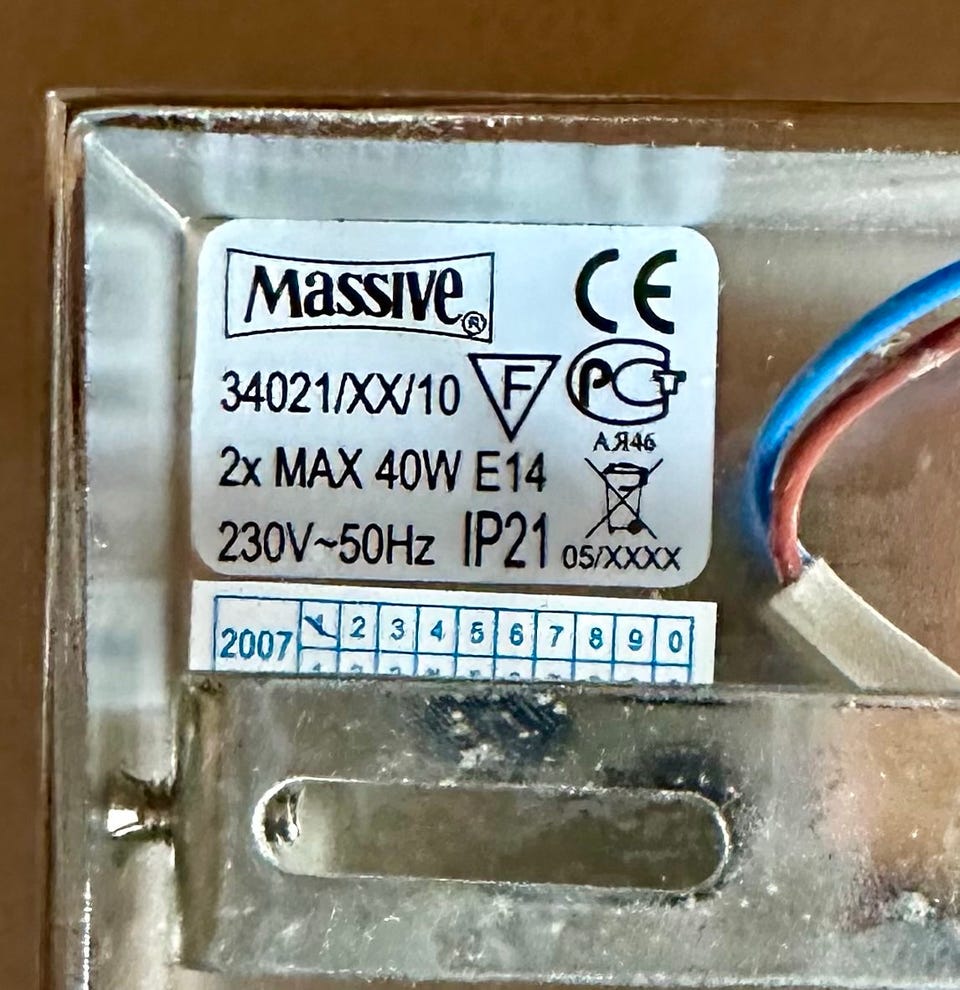 Massive®
CE
34021/XX/10 F PC
АЯ46
2x MAX 40W E14
230V~50Hz IP21 05/XXXX
2007 1 2 3 4 5 6 7 8 9 0